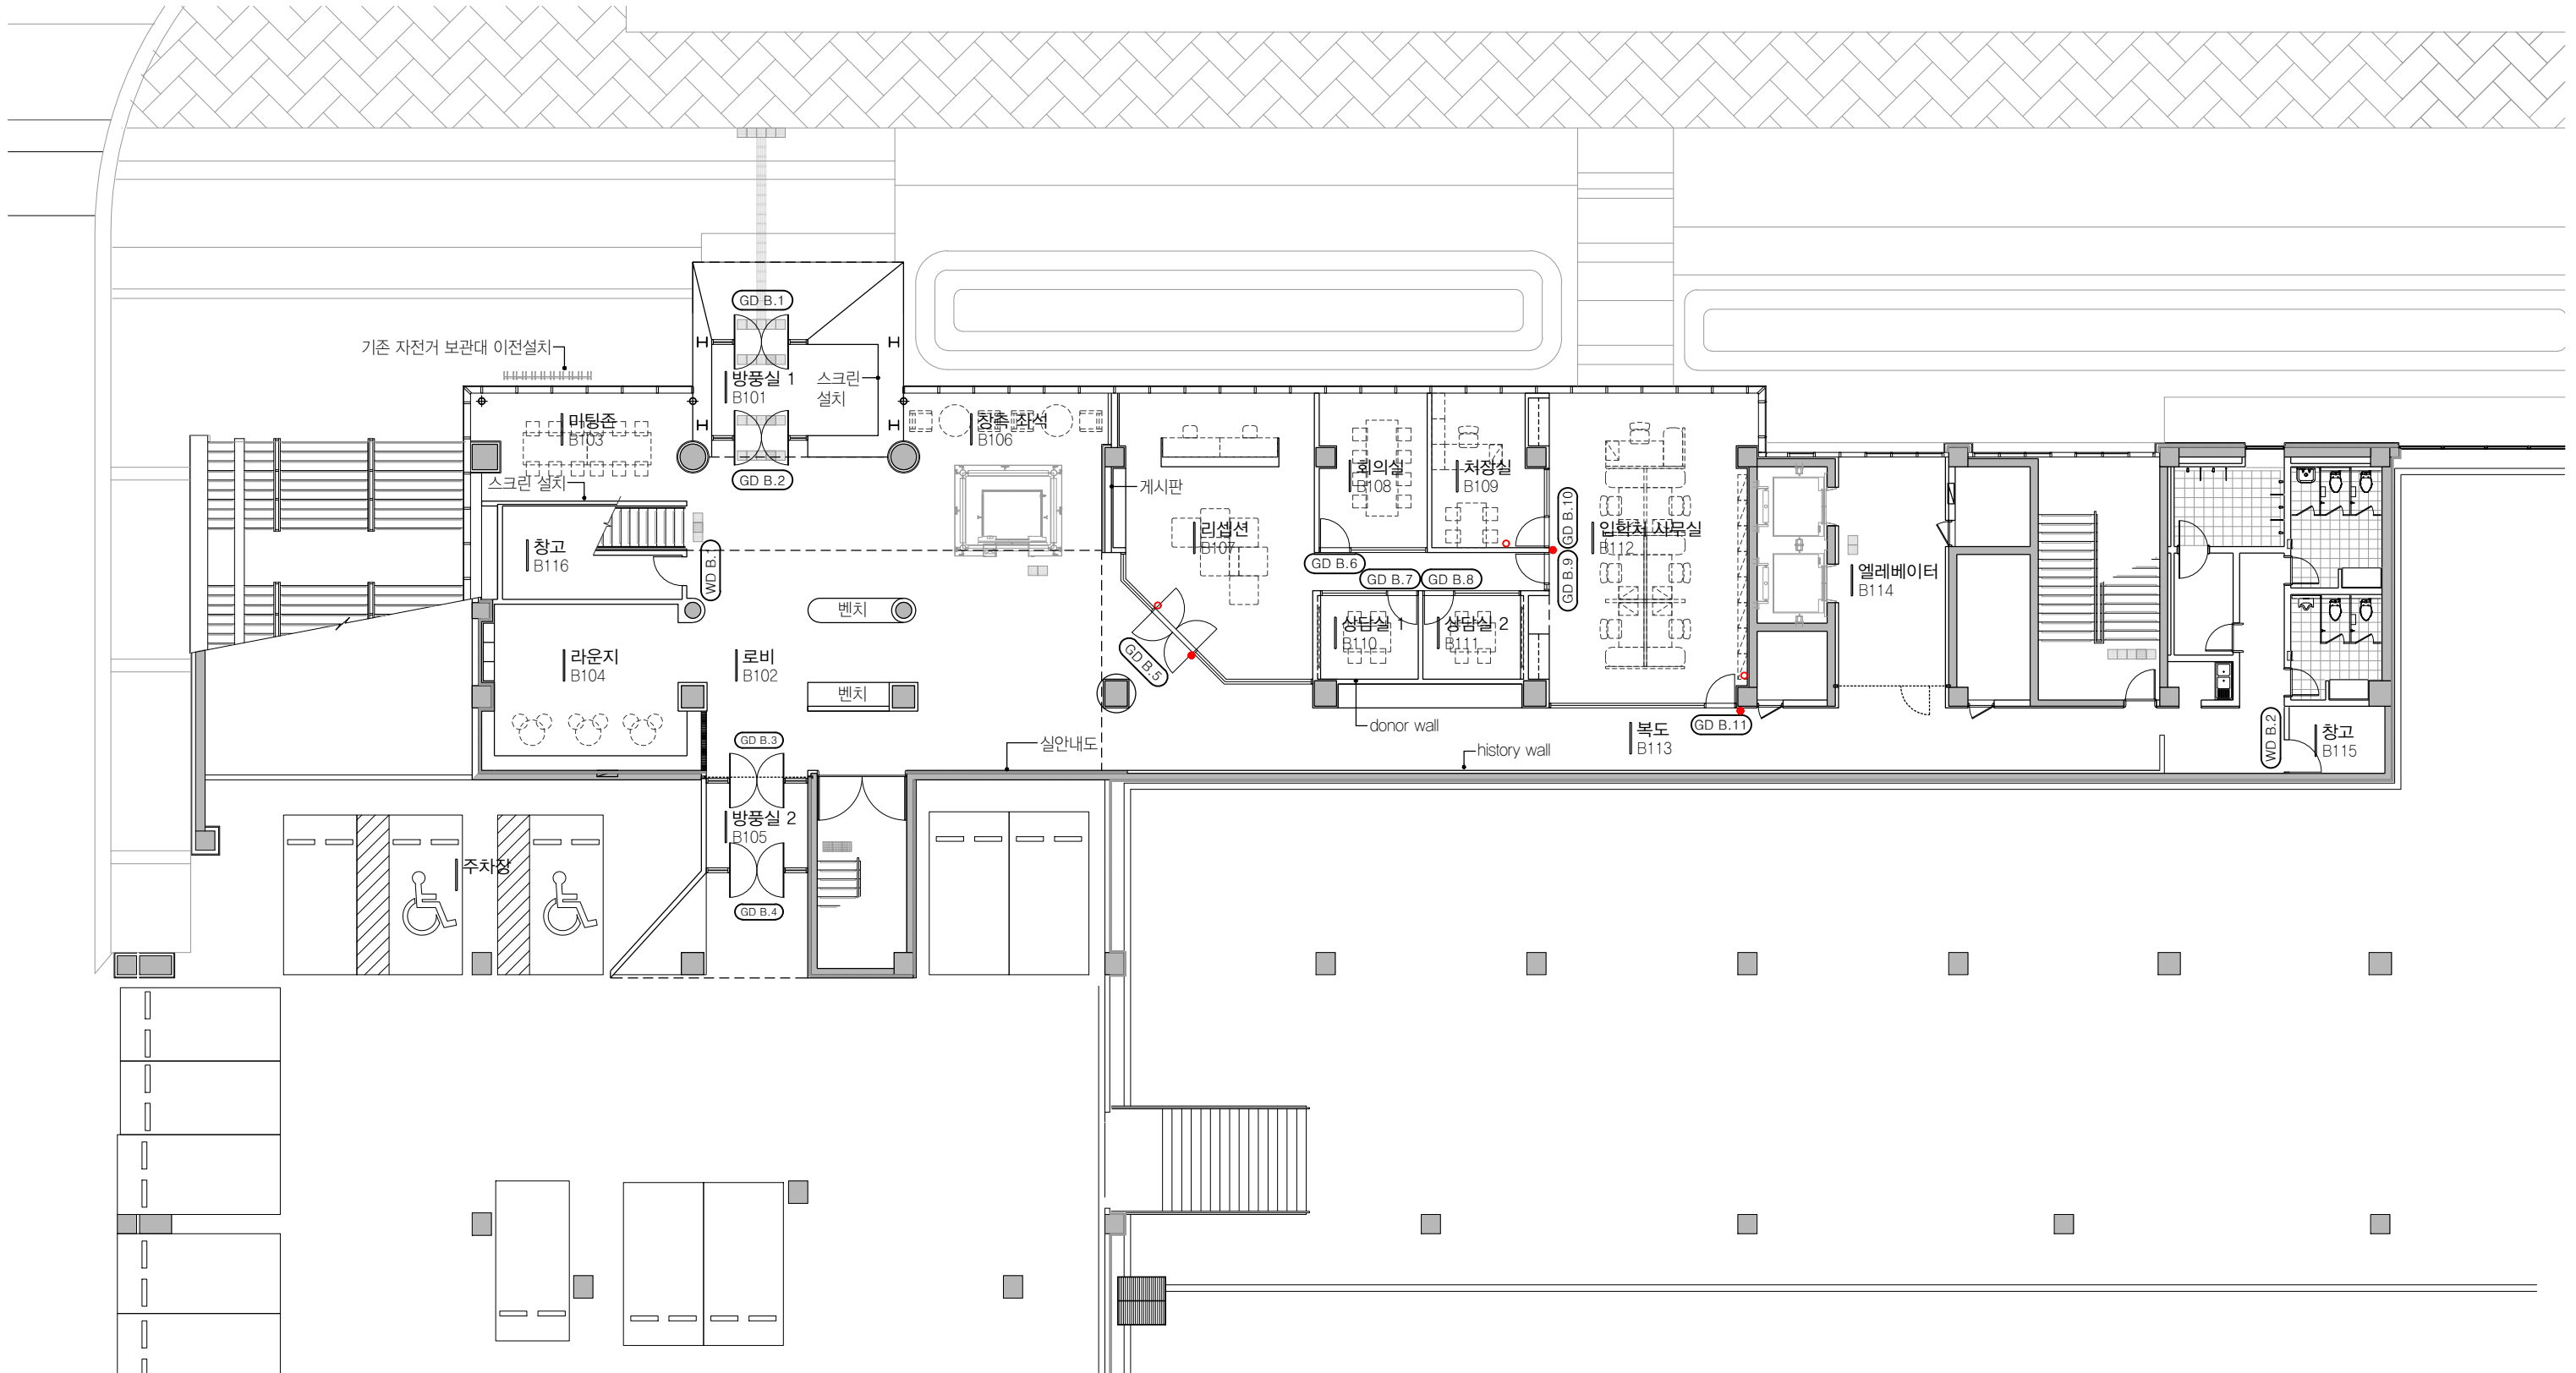 GD B.1
기존 자전거 보관대 이전설치
방풍실 1
B101
스크린
설치
미팅존
B103
창측 좌석
B106
GD B.2
스크린 설치
게시판
회의실
B108
처장실
B109
GD B.10
창고
B116
WD B.1
리셉션
B107
입학처 사무실
B112
GD B.6
GD B.7
GD B.8
GD B.9
엘레베이터
B114
벤치
상담실 1
B110
상담실 2
B111
라운지
B104
로비
B102
GD B.5
벤치
donor wall
GD B.11
복도
B113
WD B.2
창고
B115
GD B.3
실안내도
history wall
방풍실 2
B105
주차장
GD B.4